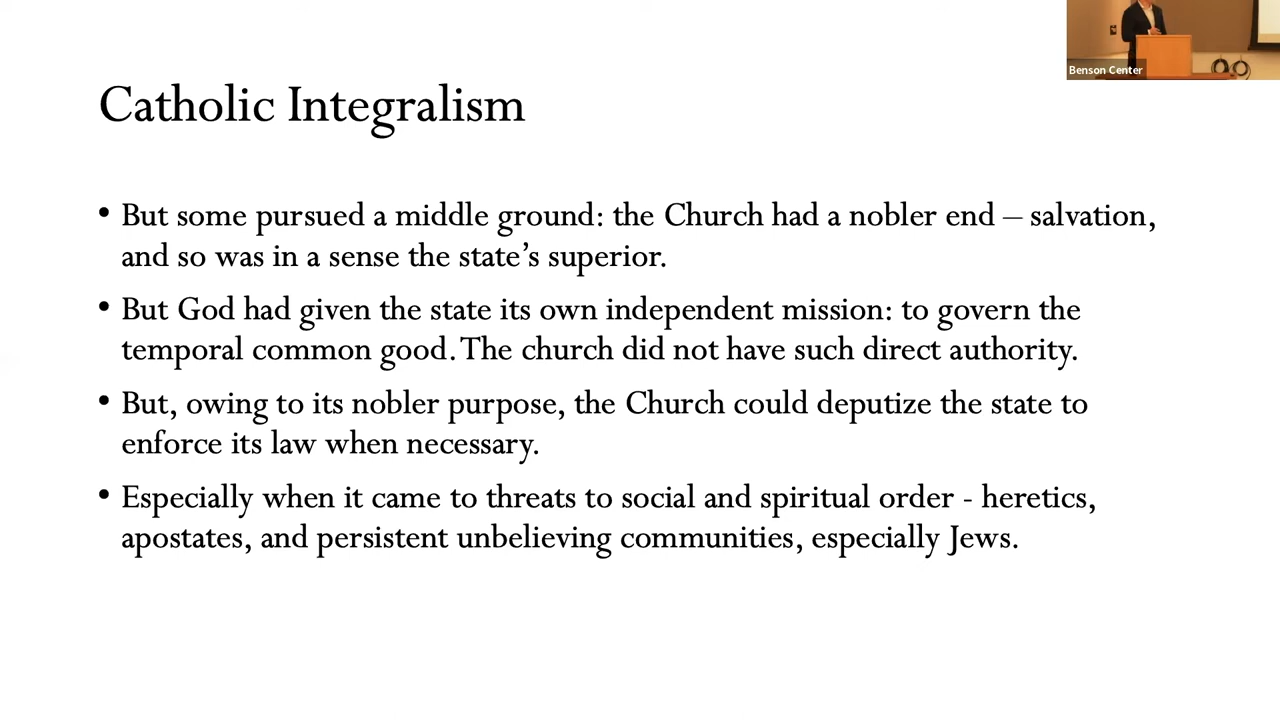 Catholic Integralism
• But some pursued a middle ground: the Church had a nobler end – salvation,
and so was in a sense the state’s superior.
• But God had given the state its own independent mission: to govern the
temporal common good. The church did not have such direct authority.
• But, owing to its nobler purpose, the Church could deputize the state to
enforce its law when necessary.
• Especially when it came to threats to social and spiritual order - heretics,
apostates, and persistent unbelieving communities, especially Jews.
Benson Center